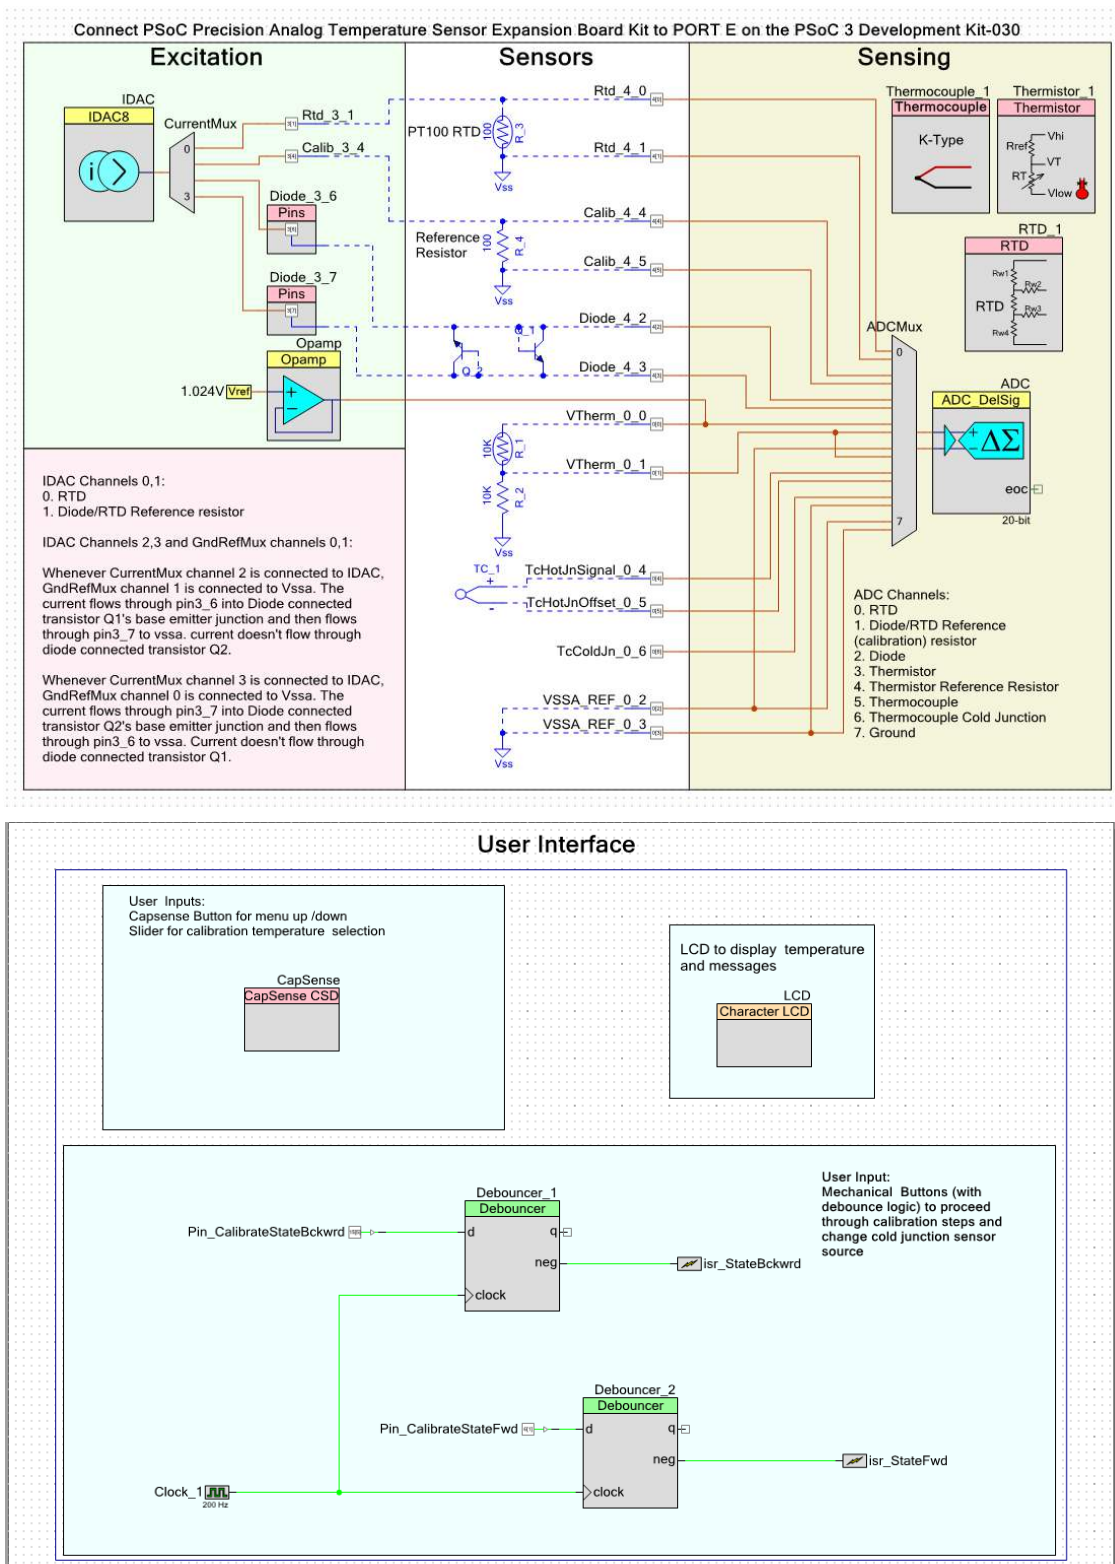 Connect PSoC Precision Analog Temperature Sensor Expansion Board Kit to PORT E on the PSoC 3 Development Kit-030
Excitation
IDAC
IDAC8
i
CurrentMux
0
3
Rtd_3_1
Calib_3_4
Diode_3_6
Pins
Diode_3_7
Pins
Opamp
Opamp
1.024V
Vref
+
-
IDAC Channels 0,1:
0. RTD
1. Diode/RTD Reference resistor
IDAC Channels 2,3 and GndRefMux channels 0,1:
Whenever CurrentMux channel 2 is connected to IDAC,
GndRefMux channel 1 is connected to Vssa. The
current flows through pin3_6 into Diode connected
transistor Q1's base emitter junction and then flows
through pin3_7 to vssa. current doesn't flow through
diode connected transistor Q2.
Whenever CurrentMux channel 3 is connected to IDAC,
GndRefMux channel 0 is connected to Vssa. The
current flows through pin3_7 into Diode connected
transistor Q2's base emitter junction and then flows
through pin3_6 to vssa. Current doesn't flow through
diode connected transistor Q1.
Sensors
Rtd_4_0
PT100 RTD
100
R_3
Rtd_4_1
Vss
Calib_4_4
Reference
Resistor
100
R_4
Calib_4_5
Vss
Diode_4_2
Diode_4_3
VTherm_0_0
10K
R_1
VTherm_0_1
10K
R_2
Vss
TC_1
+
-
TcHotJnSignal_0_4
TcHotJnOffset_0_5
TcColdJn_0_6
VSSA_REF_0_2
VSSA_REF_0_3
Vss
Sensing
Thermocouple_1
Thermocouple
K-Type
Thermistor_1
Thermistor
Vhi
Rref
VT
RT
Vlow
RTD_1
RTD
Rw1
Rw2
RTD
Rw3
Rw4
ADCMux
0
7
ADC
ADC_DelSig
+
-
ΔΣ
eoc
20-bit
ADC Channels:
0. RTD
1. Diode/RTD Reference
(calibration) resistor
2. Diode
3. Thermistor
4. Thermistor Reference Resistor
5. Thermocouple
6. Thermocouple Cold Junction
7. Ground
User Interface
User Inputs:
Capsense Button for menu up /down
Slider for calibration temperature selection
CapSense
CapSense CSD
LCD to display temperature
and messages
LCD
Character LCD
User Input:
Mechanical Buttons (with
debounce logic) to proceed
through calibration steps and
change cold junction sensor
source
Debouncer_1
Debouncer
Pin_CalibrateStateBckwrd
d
q
neg
clock
isr_StateBckwrd
Debouncer_2
Debouncer
Pin_CalibrateStateFwd
d
q
neg
clock
isr_StateFwd
Clock_1
200 Hz